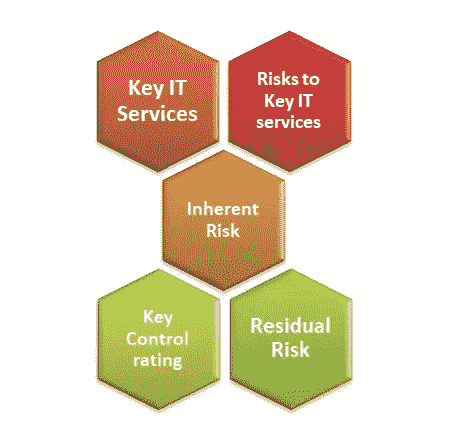 Key IT
Services
Risks to
Key IT
services
Inherent
Risk
Key
Control
rating
Residual
Risk